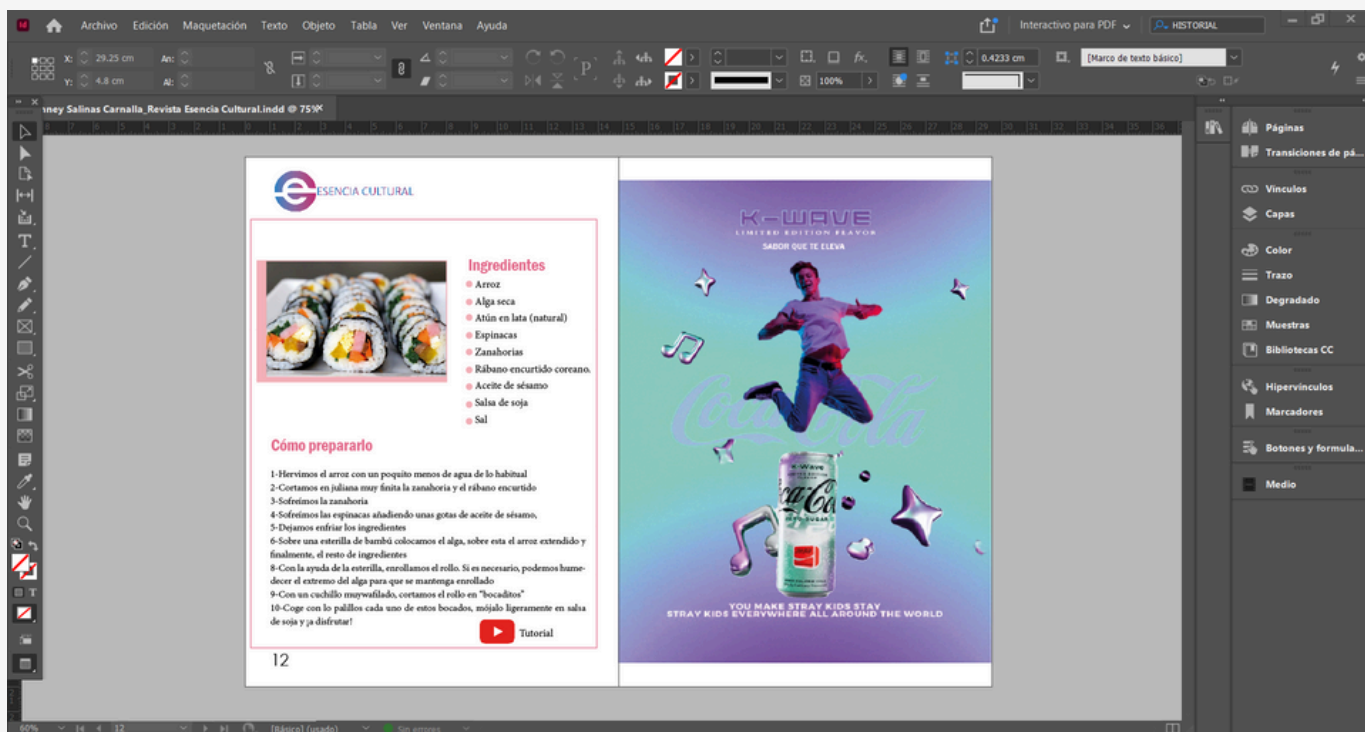 Archivo Edición Maquetación Texto Objeto Tabla Ver Ventana Ayuda
Interactivo para PDF
HISTORIAL
X: 29.25 cm
An:
0.4233 cm
[Marco de texto básico]
Y: 4.8 cm
Al:
100%
nney Salinas Carnalla_Revista Esencia Cultural.indd @ 75%
ESENCIA CULTURAL
Ingredientes
Arroz
Alga seca
Atún en lata (natural)
Espinacas
Zanahorias
Rábano encurtido coreano.
Aceite de sésamo
Salsa de soja
Sal
Cómo prepararlo
1-Hervimos el arroz con un poquito menos de agua de lo habitual
2-Cortamos en juliana muy finita la zanahoria y el rábano encurtido
3-Sofreímos la zanahoria
4-Sofreímos las espinacas añadiendo unas gotas de aceite de sésamo,
5-Dejamos enfriar los ingredientes
6-Sobre una esterilla de bambú colocamos el alga, sobre esta el arroz extendido y
finalmente, el resto de ingredientes
8-Con la ayuda de la esterilla, enrollamos el rollo. Si es necesario, podemos hume-
decer el extremo del alga para que se mantenga enrollado
9-Con un cuchillo muywafilado, cortamos el rollo en "bocaditos"
10-Coge con lo palillos cada uno de estos bocados, mójalo ligeramente en salsa
de soja y ¡a disfrutar!
Tutorial
12
K-WAVE
LIMITED EDITION FLAVOR
SABOR QUE TE ELEVA
Coca-Cola
K-Wave
ZERO SUGAR
YOU MAKE STRAY KIDS STAY
STRAY KIDS EVERYWHERE ALL AROUND THE WORLD
Páginas
Transiciones de pá...
Vínculos
Capas
Color
Trazo
Degradado
Muestras
Bibliotecas CC
Hipervínculos
Marcadores
Botones y formula...
Medio
60%
12
[Básico] (usado)
Sin errores